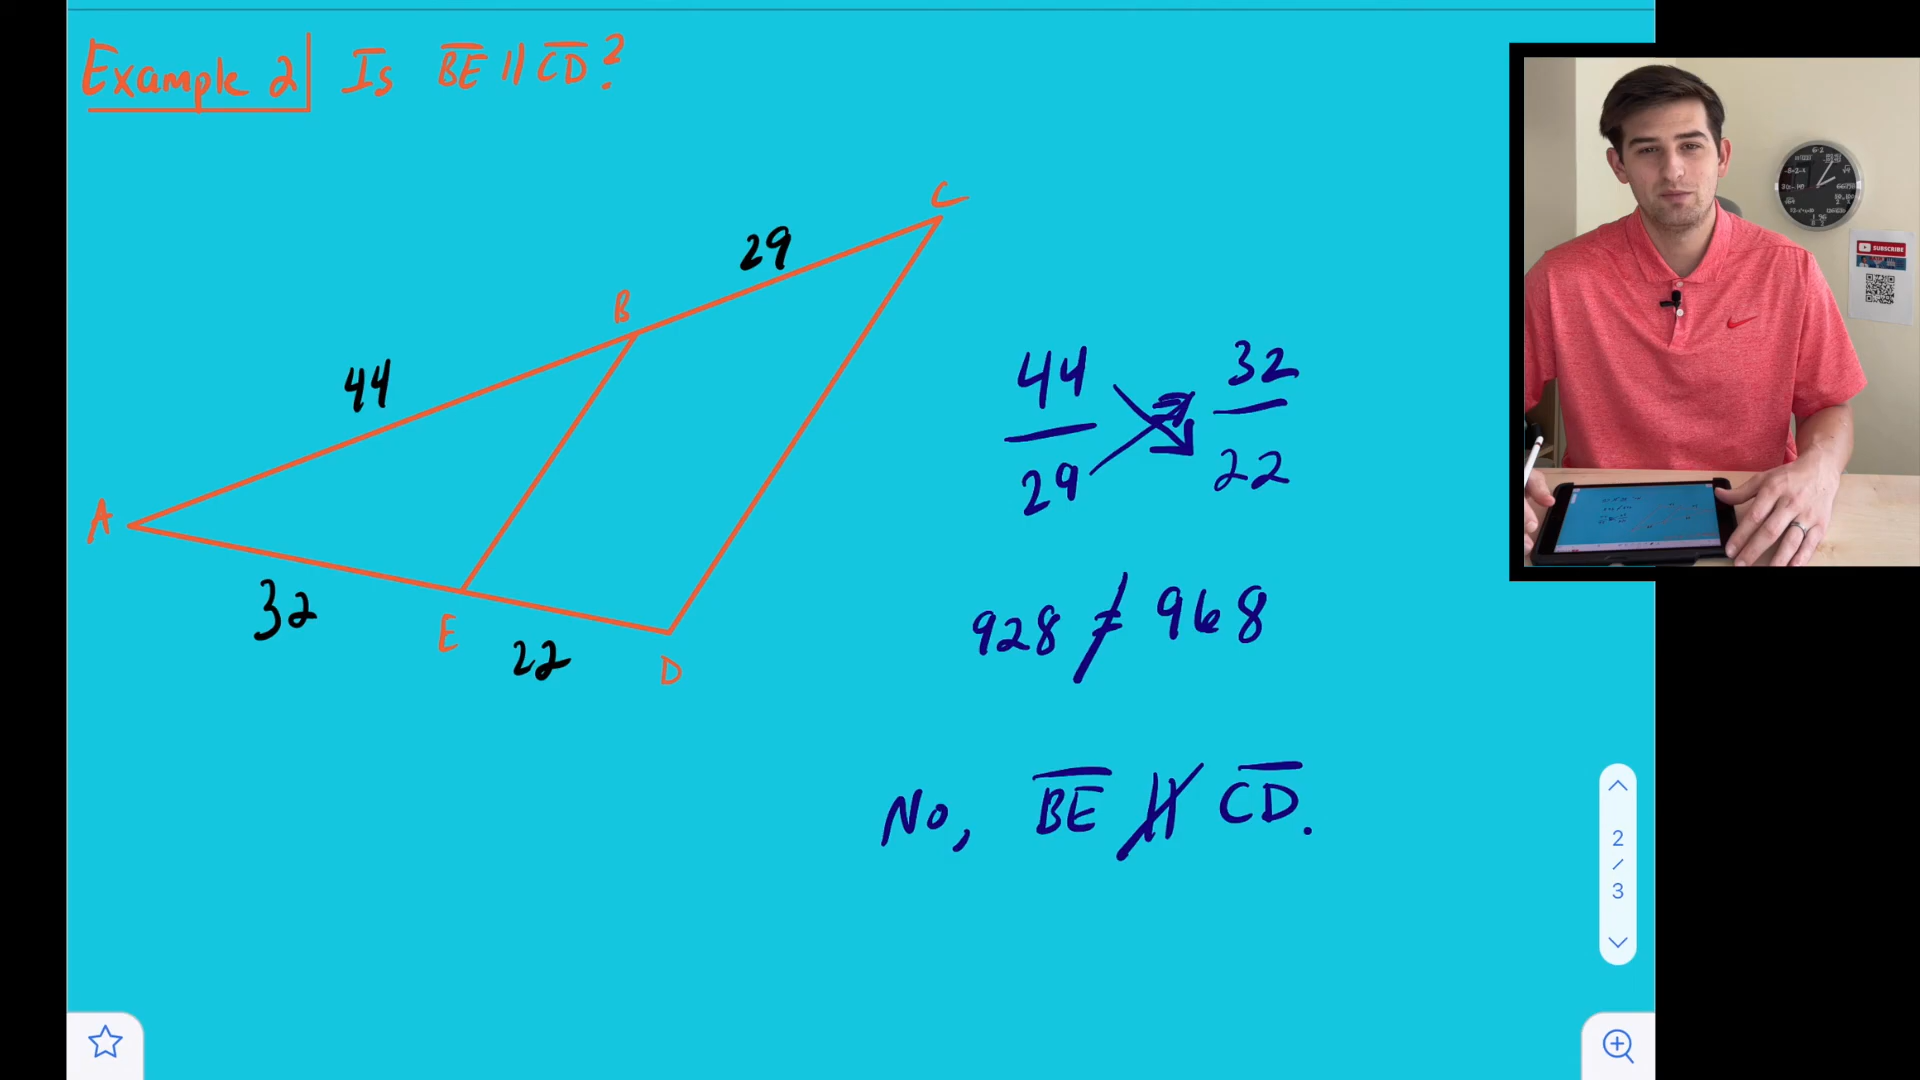 Example 2 Is BE || CD?
C
29
B
44
A
32
E
22
D
44 32
29 22
928 ≠ 968
No, BE ∦ CD.
SUBSCRIBE
2
/
3